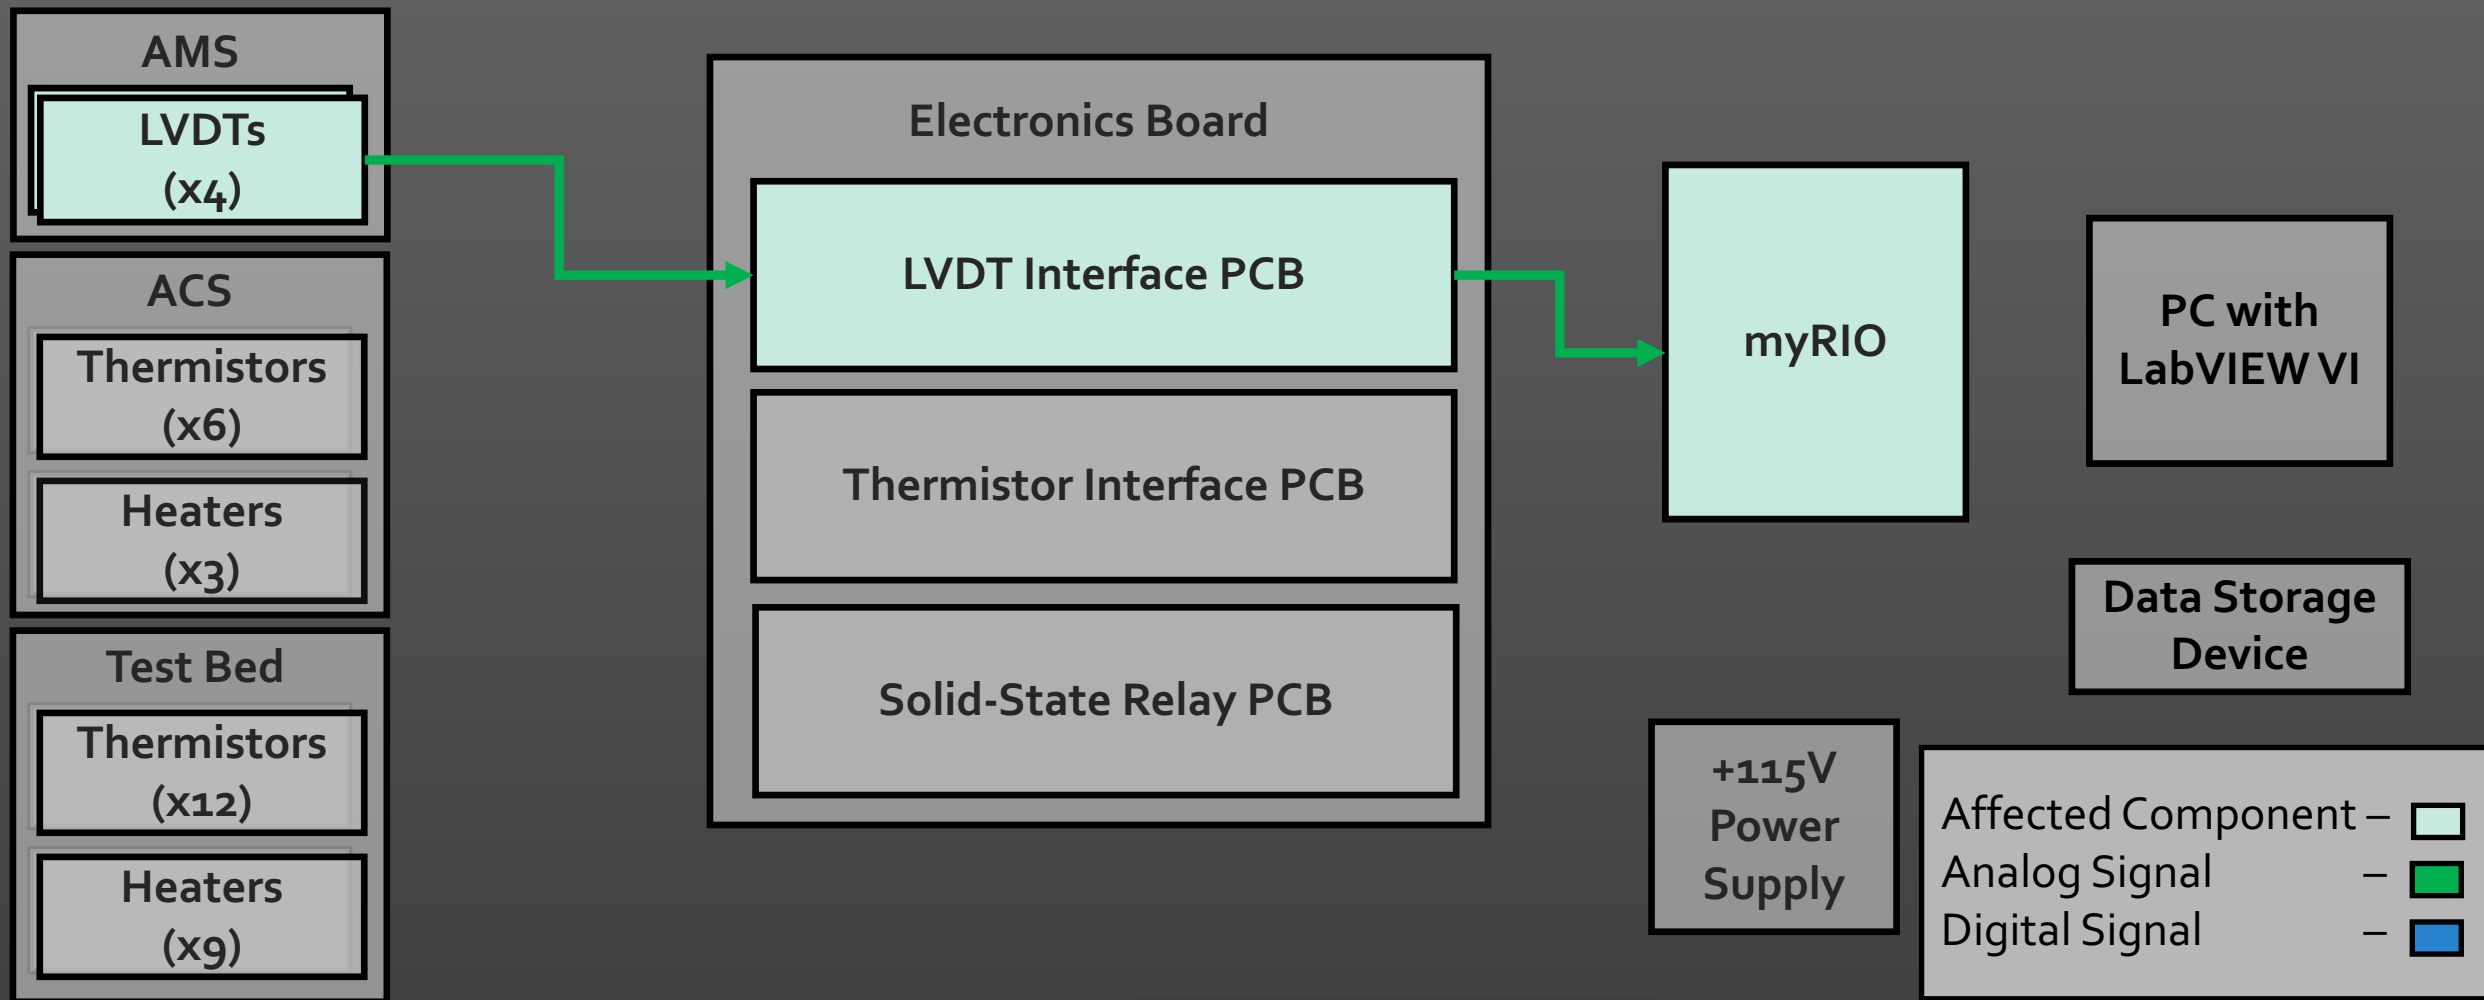 AMS
LVDTs
(x4)
ACS
Thermistors
(x6)
Heaters
(x3)
Test Bed
Thermistors
(x12)
Heaters
(x9)
Electronics Board
LVDT Interface PCB
Thermistor Interface PCB
Solid-State Relay PCB
myRIO
PC with
LabVIEW VI
Data Storage
Device
+115V
Power
Supply
Affected Component –
Analog Signal –
Digital Signal –